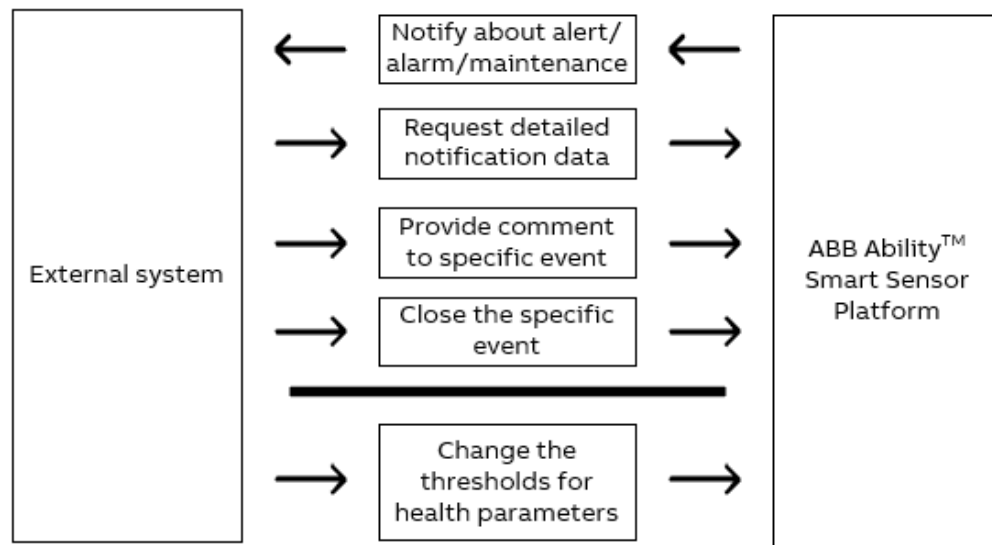 Notify about alert/
alarm/maintenance
Request detailed
notification data
Provide comment
to specific event
External system
ABB Ability™
Smart Sensor
Platform
Close the specific
event
Change the
thresholds for
health parameters